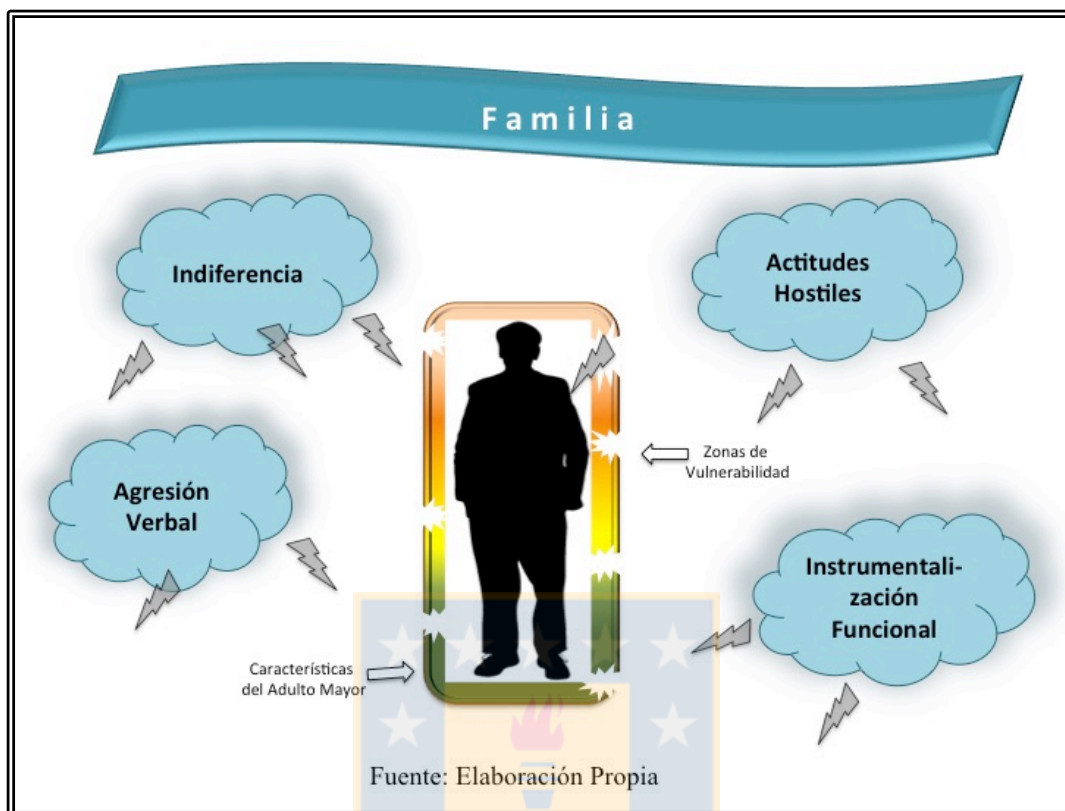 Familia
Indiferencia
Actitudes
Hostiles
Agresión
Verbal
Zonas de
Vulnerabilidad
Instrumentali-
zación
Funcional
Características
del Adulto Mayor
Fuente: Elaboración Propia